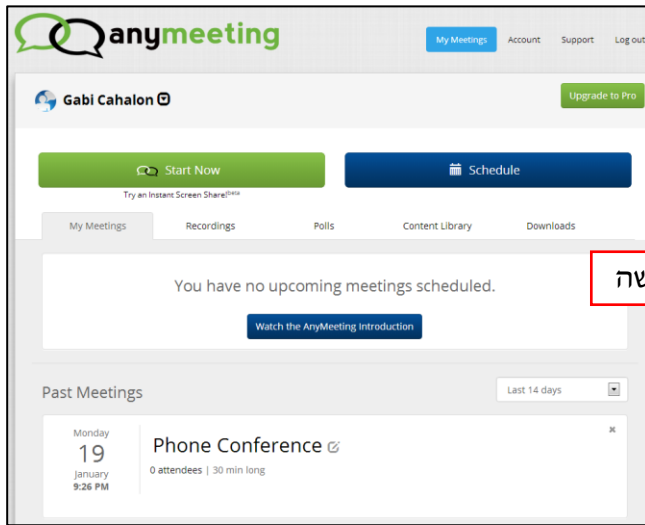 anymeeting
My Meetings Account Support Log out
Gabi Cahalon
Upgrade to Pro
Start Now
Schedule
Try an Instant Screen Share!beta
My Meetings Recordings Polls Content Library Downloads
You have no upcoming meetings scheduled.
Watch the AnyMeeting Introduction
Past Meetings
Last 14 days
Monday
19
January
9:26 PM
Phone Conference
0 attendees | 30 min long